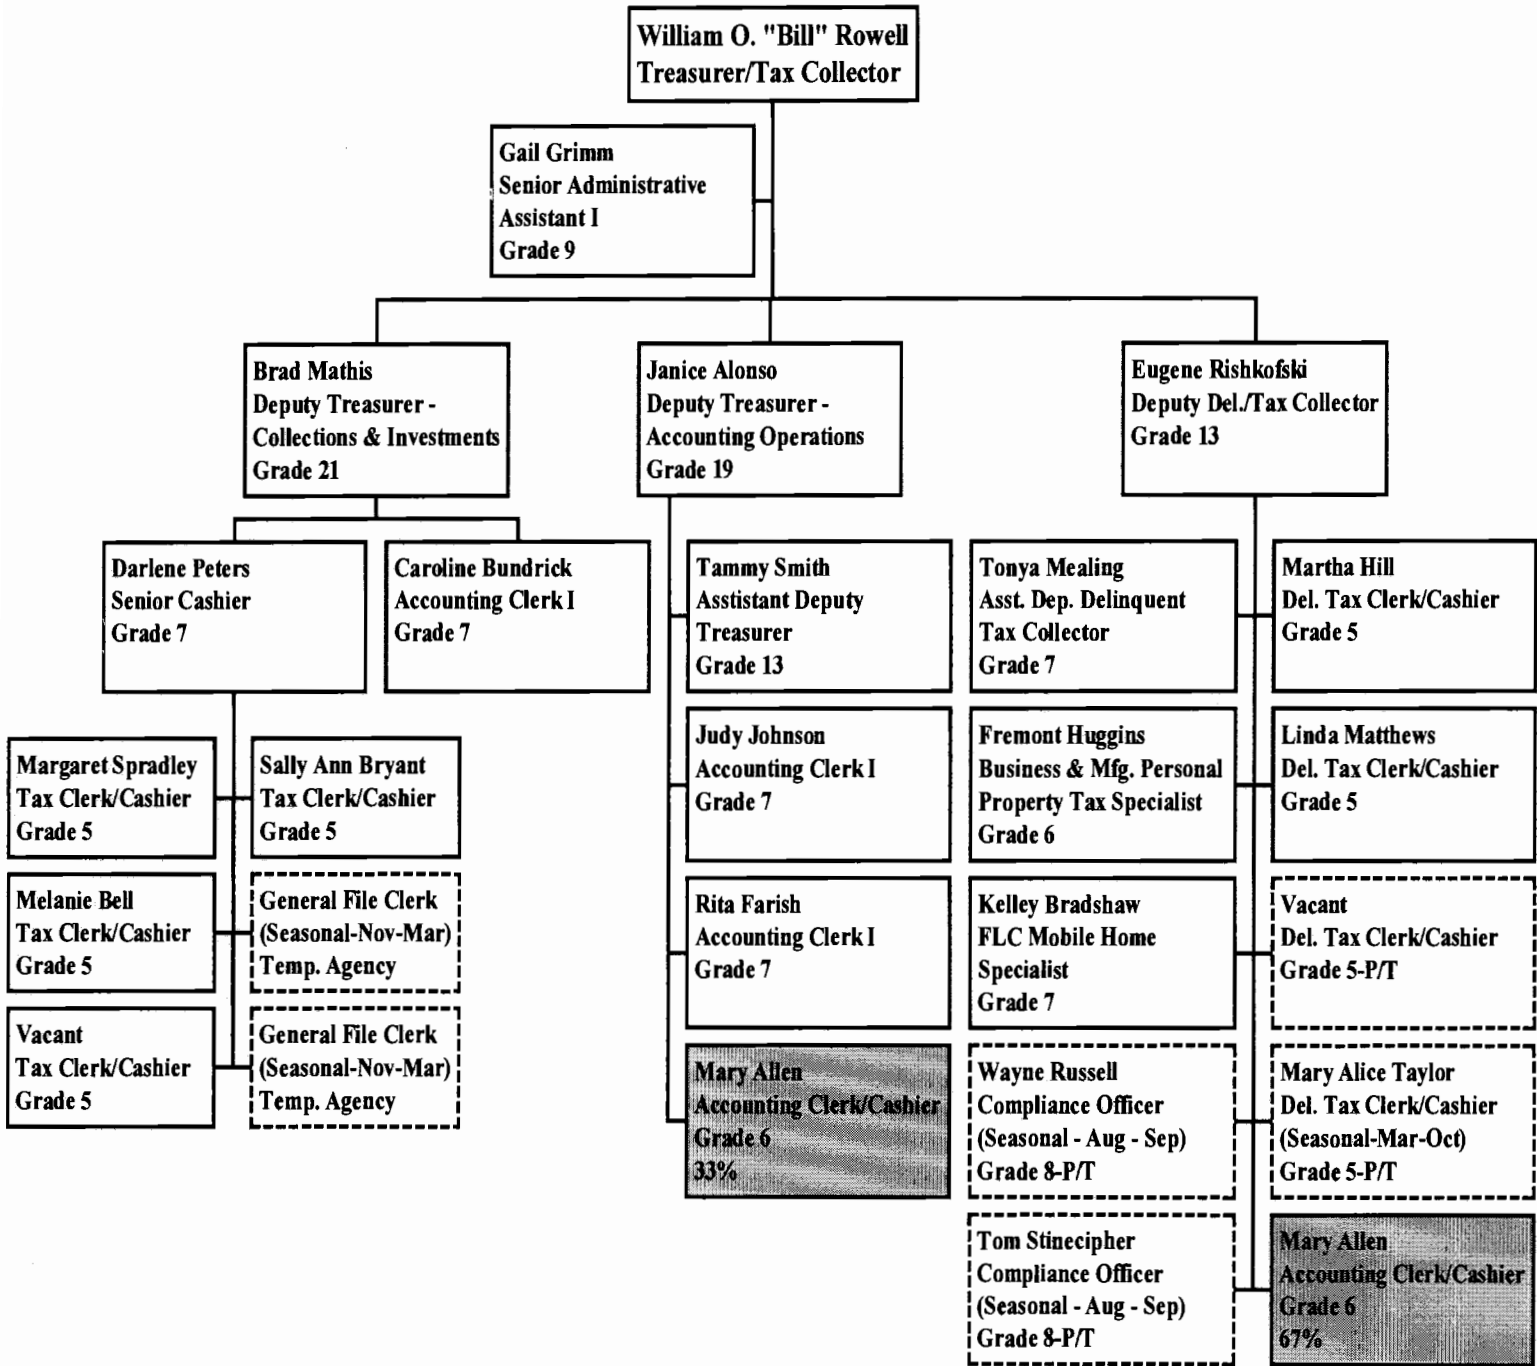 William O. "Bill" Rowell
Treasurer/Tax Collector
Gail Grimm
Senior Administrative
Assistant I
Grade 9
Brad Mathis
Deputy Treasurer -
Collections & Investments
Grade 21
Janice Alonso
Deputy Treasurer -
Accounting Operations
Grade 19
Eugene Rishkofski
Deputy Del./Tax Collector
Grade 13
Darlene Peters
Senior Cashier
Grade 7
Caroline Bundrick
Accounting Clerk I
Grade 7
Margaret Spradley
Tax Clerk/Cashier
Grade 5
Sally Ann Bryant
Tax Clerk/Cashier
Grade 5
Melanie Bell
Tax Clerk/Cashier
Grade 5
General File Clerk
(Seasonal-Nov-Mar)
Temp. Agency
Vacant
Tax Clerk/Cashier
Grade 5
General File Clerk
(Seasonal-Nov-Mar)
Temp. Agency
Tammy Smith
Asstistant Deputy
Treasurer
Grade 13
Judy Johnson
Accounting Clerk I
Grade 7
Rita Farish
Accounting Clerk I
Grade 7
Mary Allen
Accounting Clerk/Cashier
Grade 6
33%
Tonya Mealing
Asst. Dep. Delinquent
Tax Collector
Grade 7
Martha Hill
Del. Tax Clerk/Cashier
Grade 5
Fremont Huggins
Business & Mfg. Personal
Property Tax Specialist
Grade 6
Linda Matthews
Del. Tax Clerk/Cashier
Grade 5
Kelley Bradshaw
FLC Mobile Home
Specialist
Grade 7
Vacant
Del. Tax Clerk/Cashier
Grade 5-P/T
Wayne Russell
Compliance Officer
(Seasonal - Aug - Sep)
Grade 8-P/T
Mary Alice Taylor
Del. Tax Clerk/Cashier
(Seasonal-Mar-Oct)
Grade 5-P/T
Tom Stinecipher
Compliance Officer
(Seasonal - Aug - Sep)
Grade 8-P/T
Mary Allen
Accounting Clerk/Cashier
Grade 6
67%